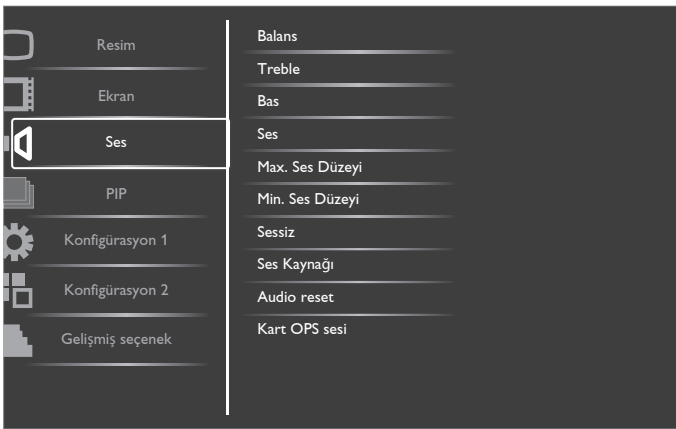 Resim
Ekran
Ses
PIP
Konfigürasyon 1
Konfigürasyon 2
Gelişmiş seçenek
Balans
Treble
Bas
Ses
Max. Ses Düzeyi
Min. Ses Düzeyi
Sessiz
Ses Kaynağı
Audio reset
Kart OPS sesi